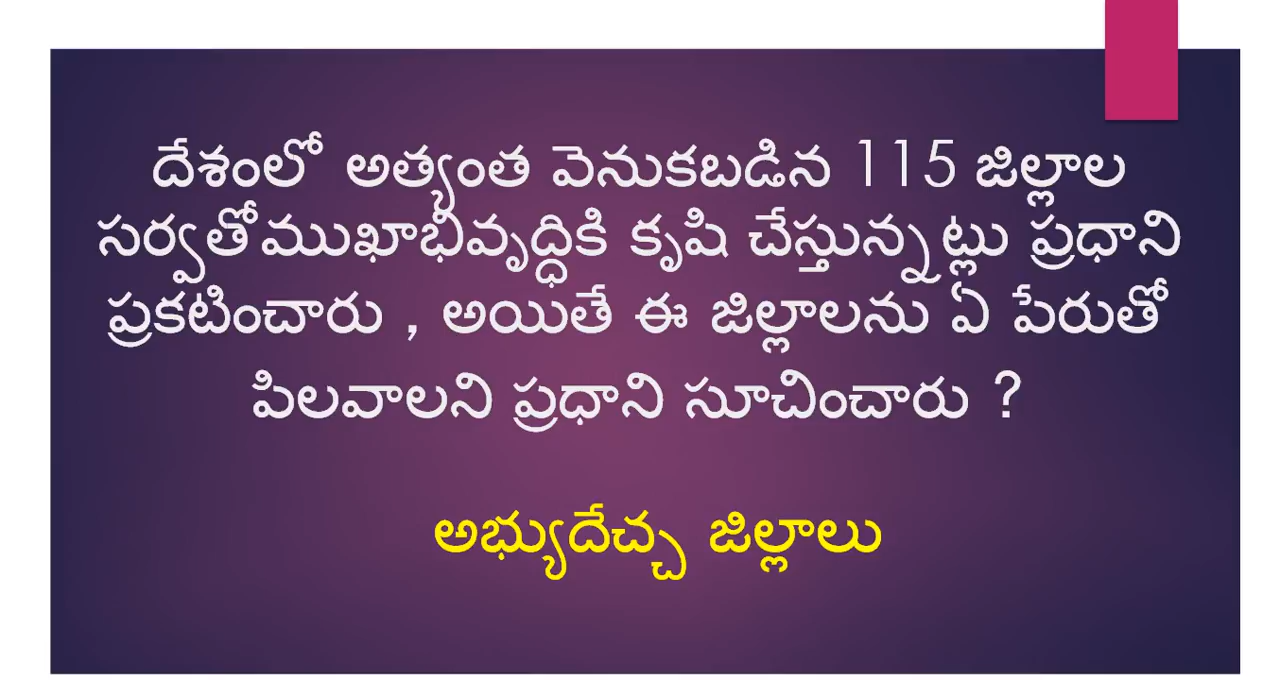 దేశంలో అత్యంత వెనుకబడిన 115 జిల్లాల
సర్వతోముఖాభివృద్ధికి కృషి చేస్తున్నట్లు ప్రధాని
ప్రకటించారు , అయితే ఈ జిల్లాలను ఏ పేరుతో
పిలవాలని ప్రధాని సూచించారు ?
అభ్యుదేచ్చ జిల్లాలు